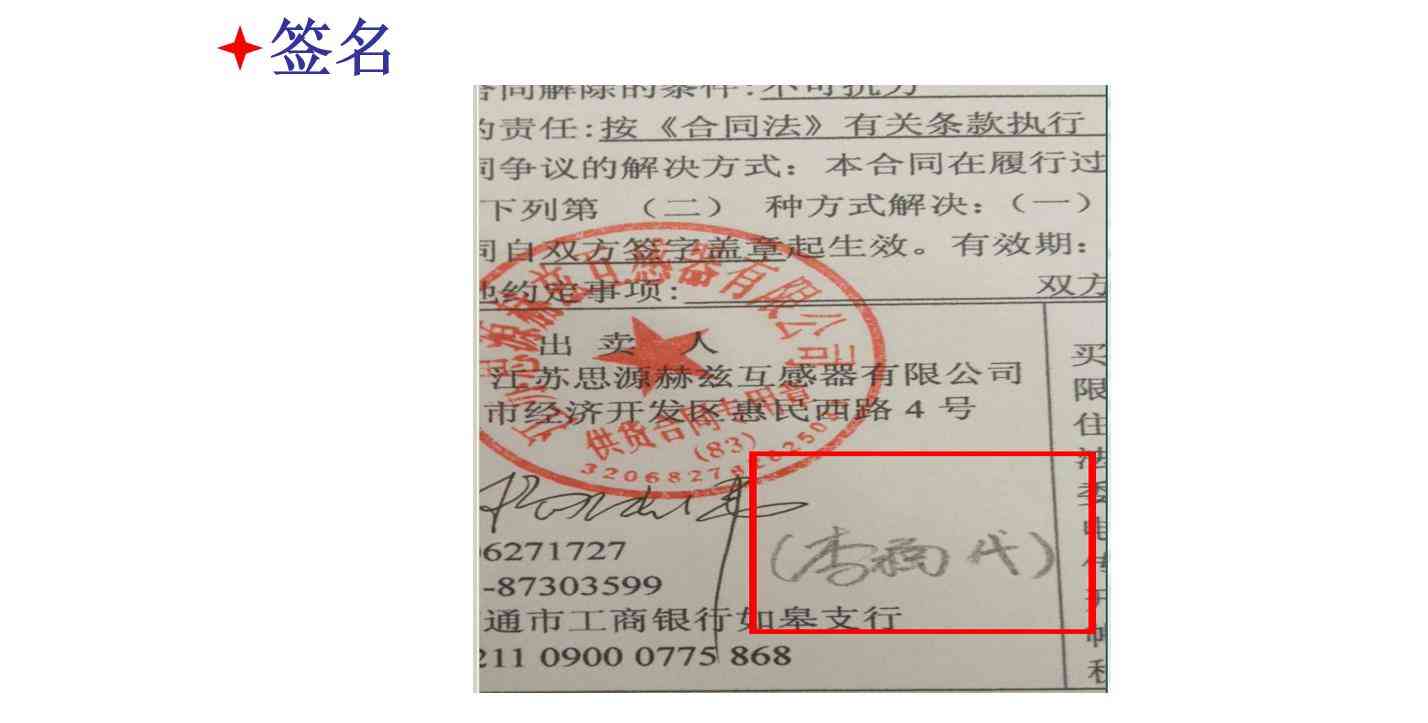 签名
合同解除的条件:不可抗力
的责任:按《合同法》有关条款执行
同争议的解决方式：本合同在履行过
下列第 （二） 种方式解决:（一）
同自双方签字盖章起生效。有效期:
他约定事项: 双方
出 卖 人
江苏思源赫兹互感器有限公司
市经济开发区惠民西路 4 号
江苏思源赫兹互感器有限公司
供货合同专用章
(83)
06271727
(李 代)
-87303599
通市工商银行如皋支行
211 0900 0775 868
买
限
住
法
委
电
传
开
帐
税